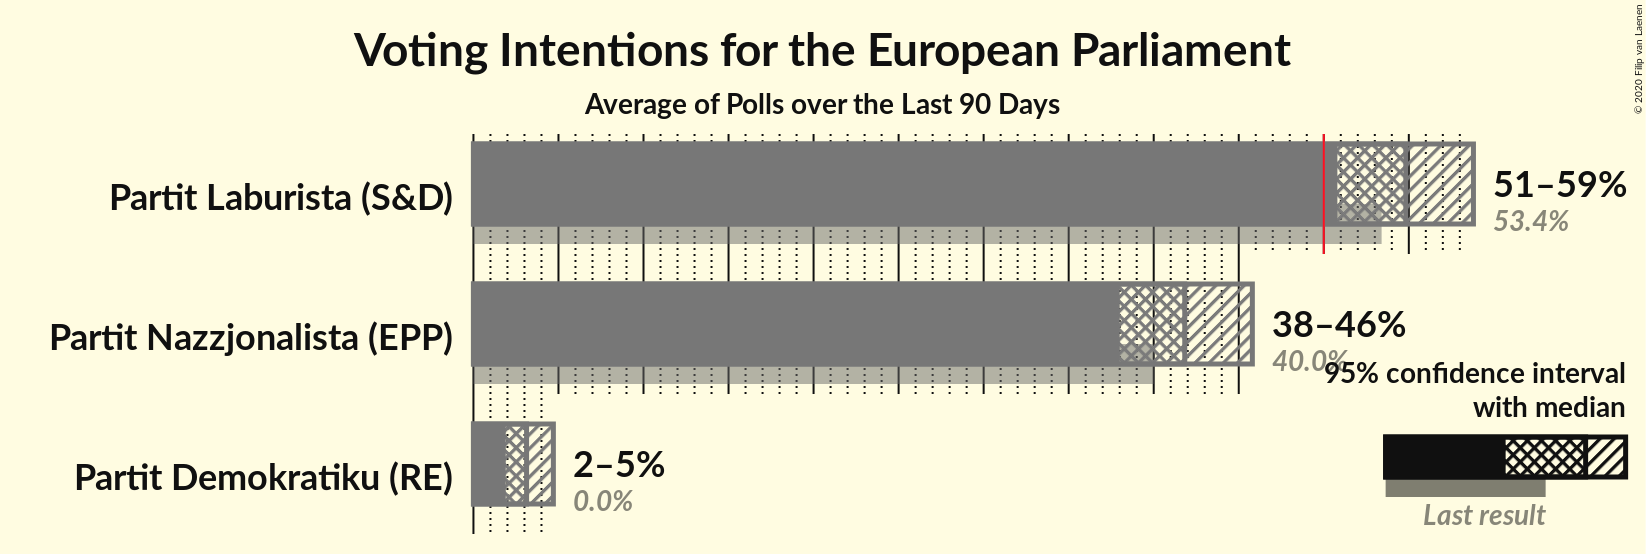 Voting Intentions for the European Parliament
Average of Polls over the Last 90 Days
© 2020 Filip van Laenen
Partit Laburista (S&D)
51–59%
53.4%
Partit Nazzjonalista (EPP)
38–46%
40.0%
Partit Demokratiku (RE)
2–5%
0.0%
95% confidence interval
with median
Last result